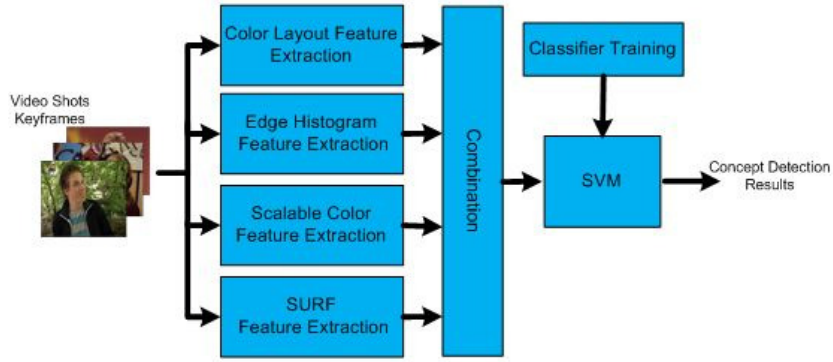 Video Shots
Keyframes
Color Layout Feature
Extraction
Edge Histogram
Feature Extraction
Scalable Color
Feature Extraction
SURF
Feature Extraction
Combination
Classifier Training
SVM
Concept Detection
Results